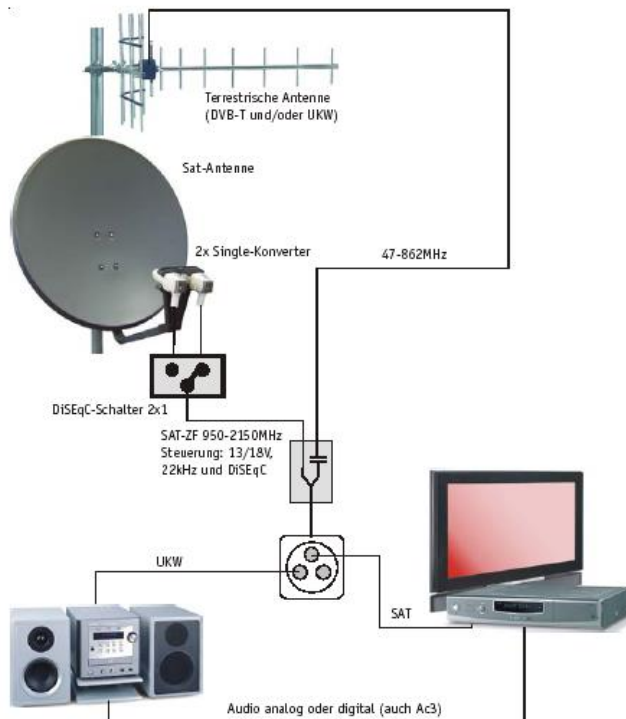 Terrestrische Antenne
(DVB-T und/oder UKW)
Sat-Antenne
2x Single-Konverter
47-862MHz
DiSEqC-Schalter 2x1
SAT-ZF 950-2150MHz
Steuerung: 13/18V,
22kHz und DiSEqC
UKW
SAT
Audio analog oder digital (auch Ac3)